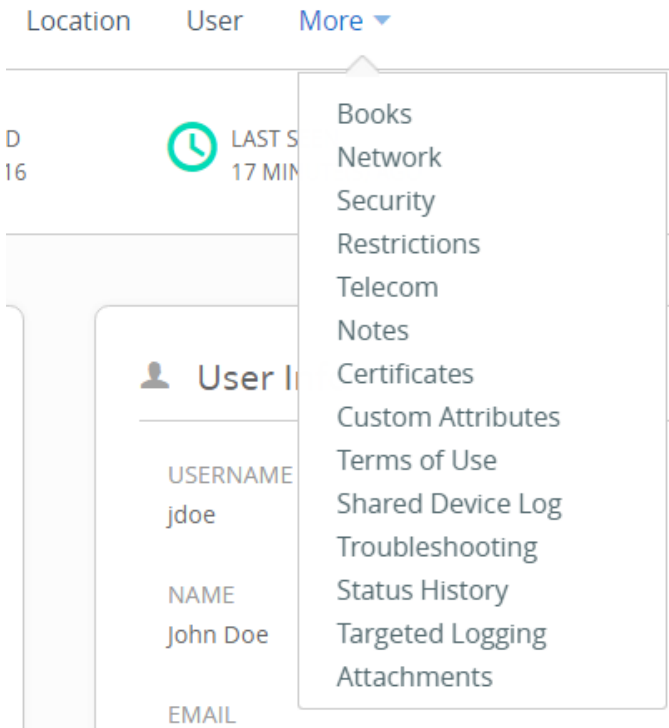 Location User More
D
16
LAST S
17 MIN
Books
Network
Security
Restrictions
Telecom
Notes
Certificates
Custom Attributes
Terms of Use
Shared Device Log
Troubleshooting
Status History
Targeted Logging
Attachments
User
USERNAME
jdoe
NAME
John Doe
EMAIL